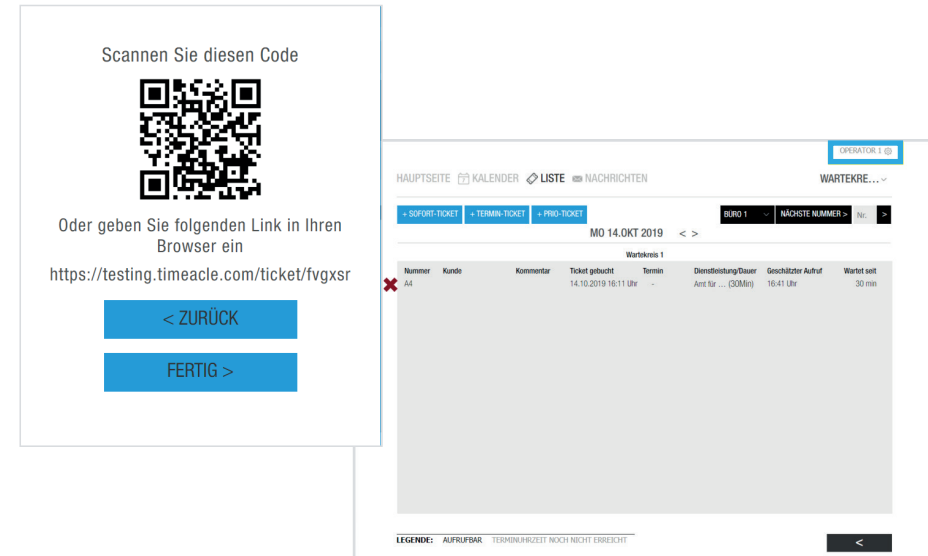 Scannen Sie diesen Code
Oder geben Sie folgenden Link in Ihren
Browser ein
https://testing.timeacle.com/ticket/fvgxsr
< ZURÜCK
FERTIG >
OPERATOR 1
HAUPTSEITE KALENDER LISTE NACHRICHTEN WARTEKRE...
+ SOFORT-TICKET + TERMIN-TICKET + PRIO-TICKET BÜRO 1 NÄCHSTE NUMMER > Nr. >
MO 14.OKT 2019 < >
Wartekreis 1
Nummer Kunde Kommentar Ticket gebucht Termin Dienstleistung/Dauer Geschätzter Aufruf Wartet seit
A4 14.10.2019 16:11 Uhr - Amt für ... (30Min) 16:41 Uhr 30 min
LEGENDE: AUFRUFBAR TERMINUHRZEIT NOCH NICHT ERREICHT
<